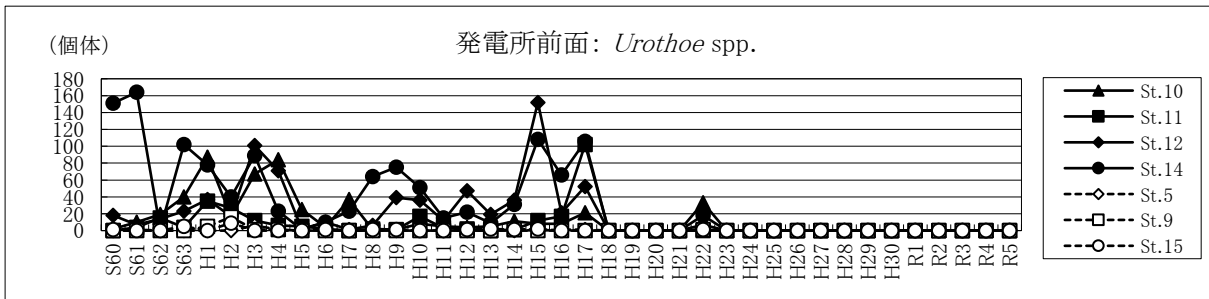 発電所前面: Urothoe spp.
(個体)
180
160
140
120
100
80
60
40
20
0
S60 S61 S62 S63 H1 H2 H3 H4 H5 H6 H7 H8 H9 H10 H11 H12 H13 H14 H15 H16 H17 H18 H19 H20 H21 H22 H23 H24 H25 H26 H27 H28 H29 H30 R1 R2 R3 R4 R5
St.10
St.11
St.12
St.14
St.5
St.9
St.15